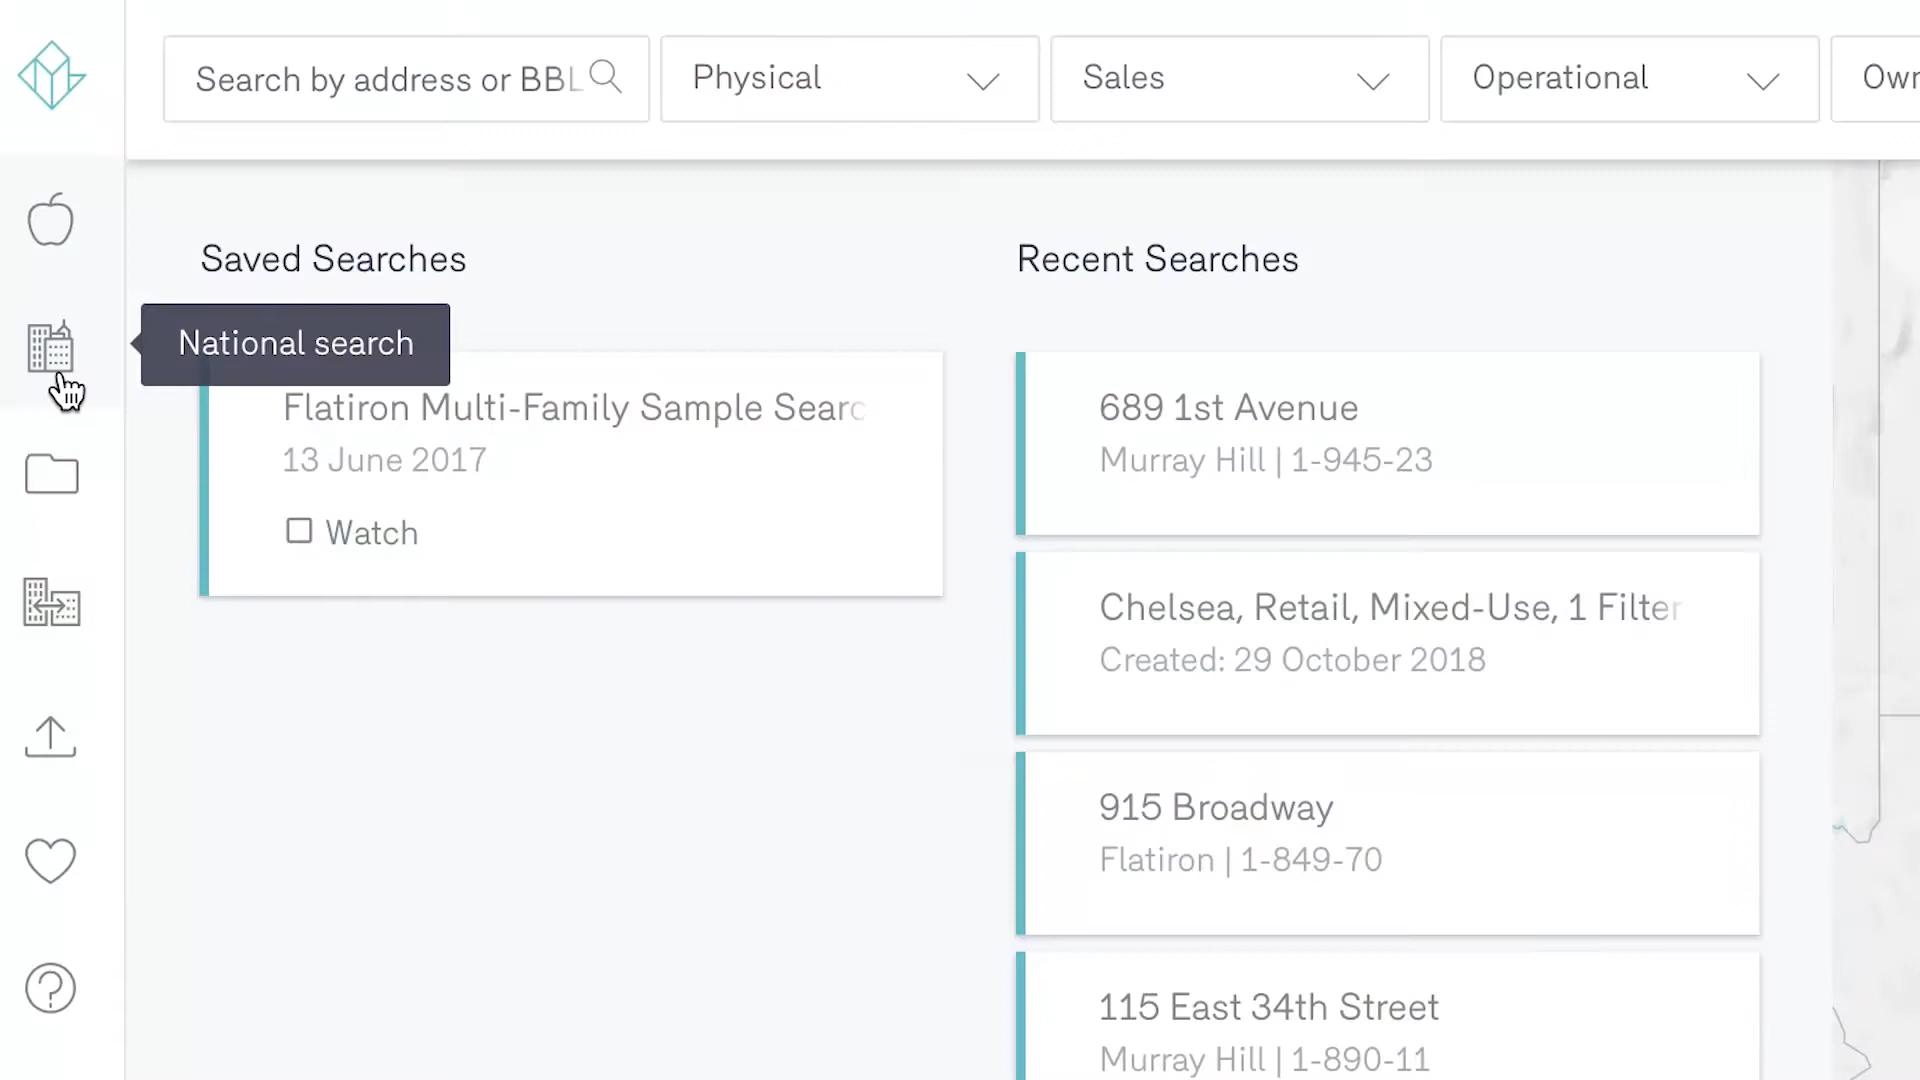 Search by address or BBL
Physical
Sales
Operational
Own
Saved Searches
Recent Searches
National search
Flatiron Multi-Family Sample Searc
13 June 2017
Watch
689 1st Avenue
Murray Hill | 1-945-23
Chelsea, Retail, Mixed-Use, 1 Filter
Created: 29 October 2018
915 Broadway
Flatiron | 1-849-70
115 East 34th Street
Murray Hill | 1-890-11